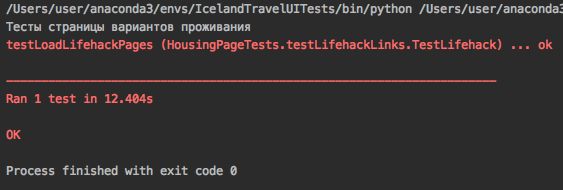 /Users/user/anaconda3/envs/IcelandTravelUITests/bin/python /Users/user/anaconda3
Тесты страницы вариантов проживания
testLoadLifehackPages (HousingPageTests.testLifehackLinks.TestLifehack) ... ok
Ran 1 test in 12.404s
OK
Process finished with exit code 0